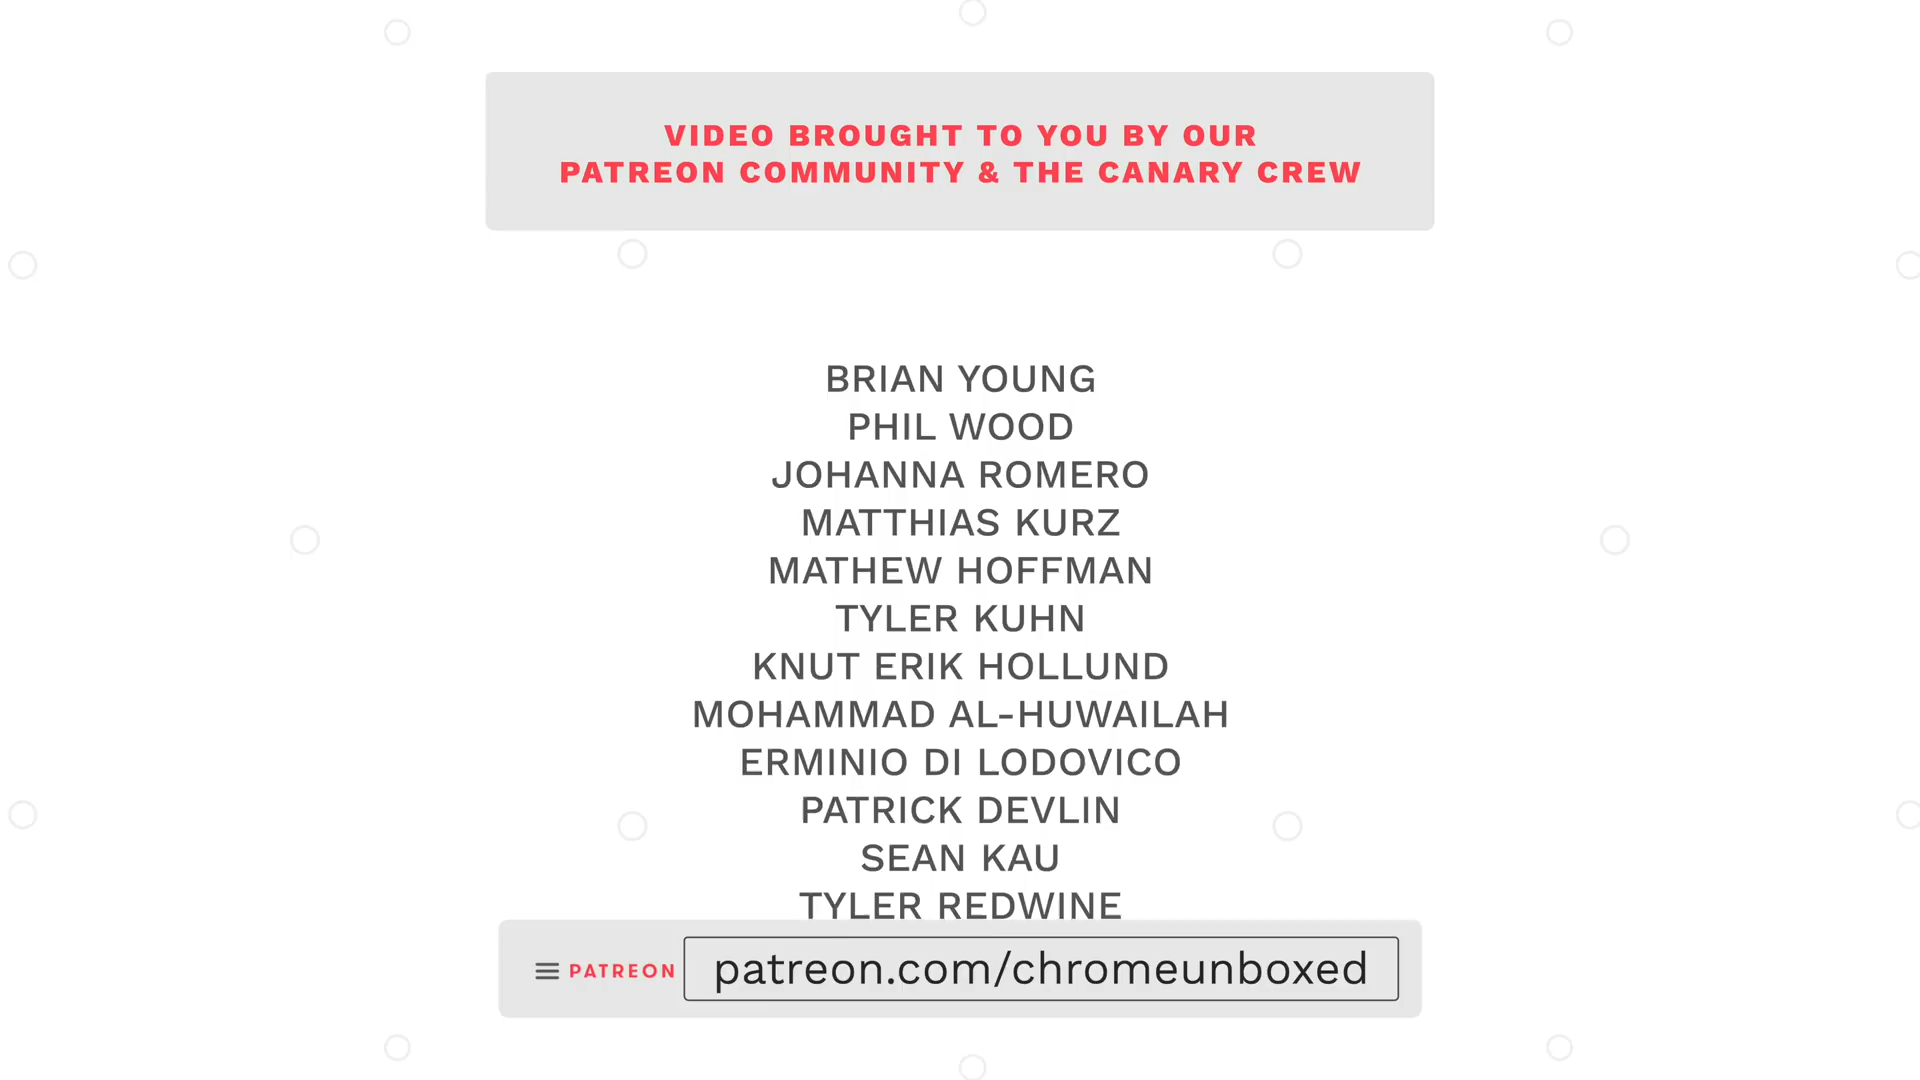 VIDEO BROUGHT TO YOU BY OUR
PATREON COMMUNITY & THE CANARY CREW
BRIAN YOUNG
PHIL WOOD
JOHANNA ROMERO
MATTHIAS KURZ
MATHEW HOFFMAN
TYLER KUHN
KNUT ERIK HOLLUND
MOHAMMAD AL-HUWAILAH
ERMINIO DI LODOVICO
PATRICK DEVLIN
SEAN KAU
TYLER REDWINE
PATREON patreon.com/chromeunboxed